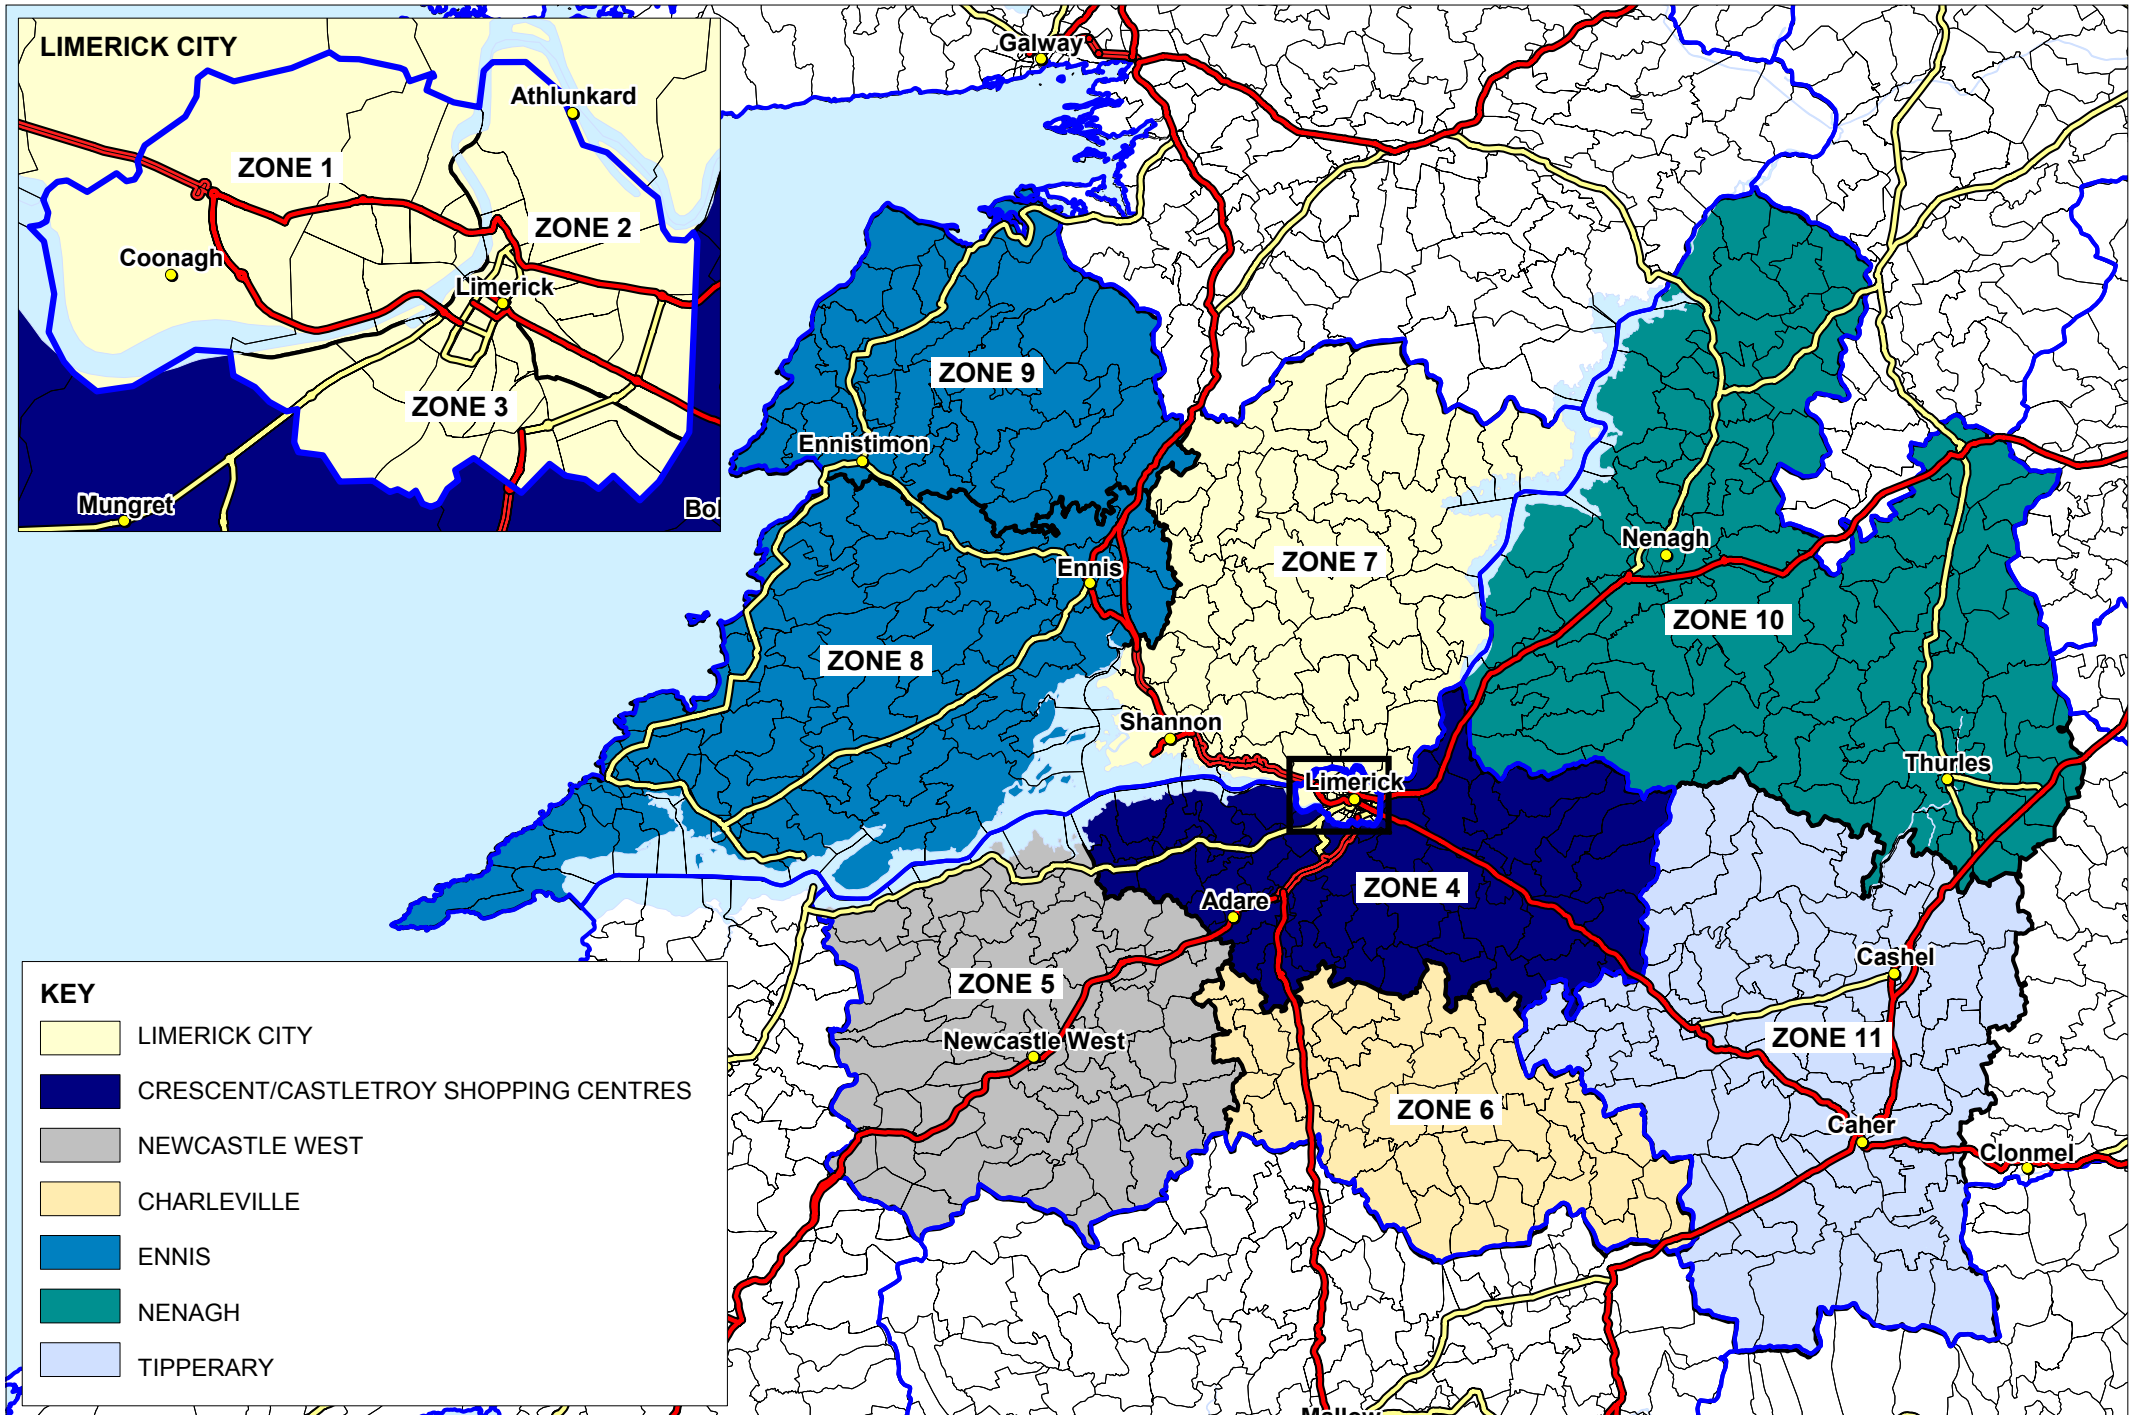 LIMERICK CITY
Athlunkard
ZONE 1
ZONE 2
Coonagh
Limerick
ZONE 3
Mungret
Galway
ZONE 9
Ennistimon
ZONE 7
Nenagh
Ennis
ZONE 10
ZONE 8
Shannon
Thurles
Limerick
ZONE 4
Adare
Cashel
ZONE 5
ZONE 11
Newcastle West
ZONE 6
Caher
Clonmel
KEY
LIMERICK CITY
CRESCENT/CASTLETROY SHOPPING CENTRES
NEWCASTLE WEST
CHARLEVILLE
ENNIS
NENAGH
TIPPERARY